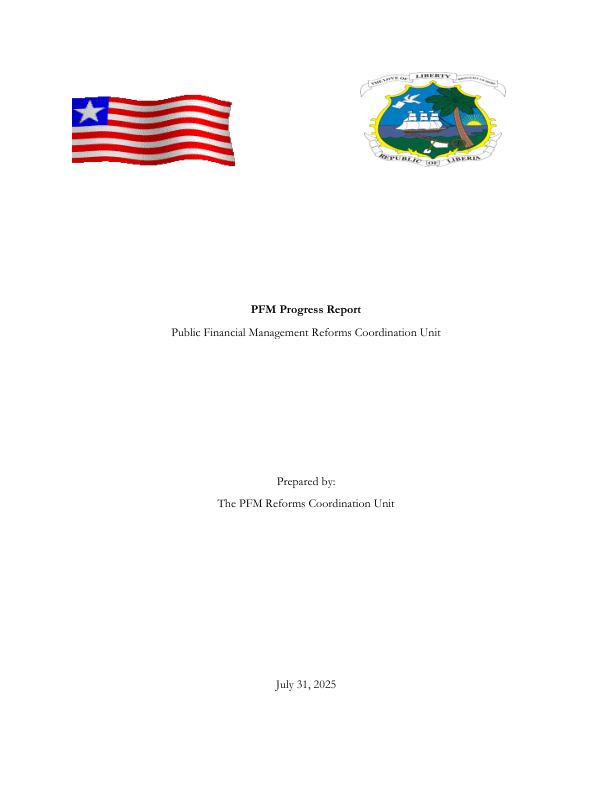 THE LOVE OF LIBERTY BROUGHT US HERE
REPUBLIC OF LIBERIA
PFM Progress Report
Public Financial Management Reforms Coordination Unit
Prepared by:
The PFM Reforms Coordination Unit
July 31, 2025